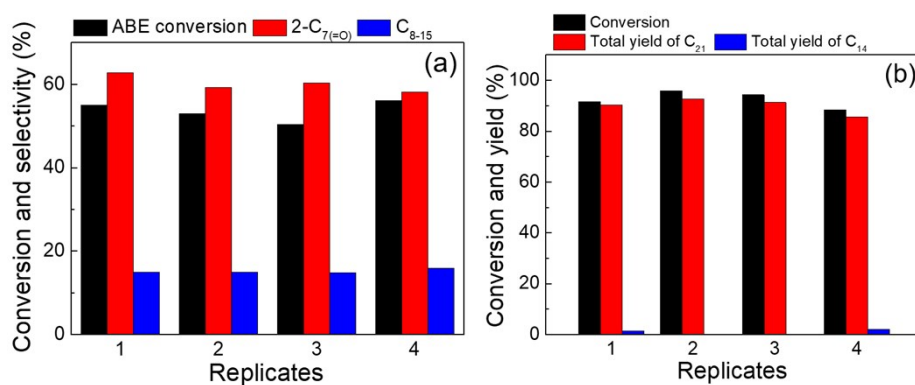 ABE conversion 2-C7(=O) C8-15
(a)
Conversion and selectivity (%)
60
40
20
0
1 2 3 4
Replicates
Conversion
Total yield of C21 Total yield of C14
(b)
Conversion and yield (%)
100
80
60
40
20
0
1 2 3 4
Replicates